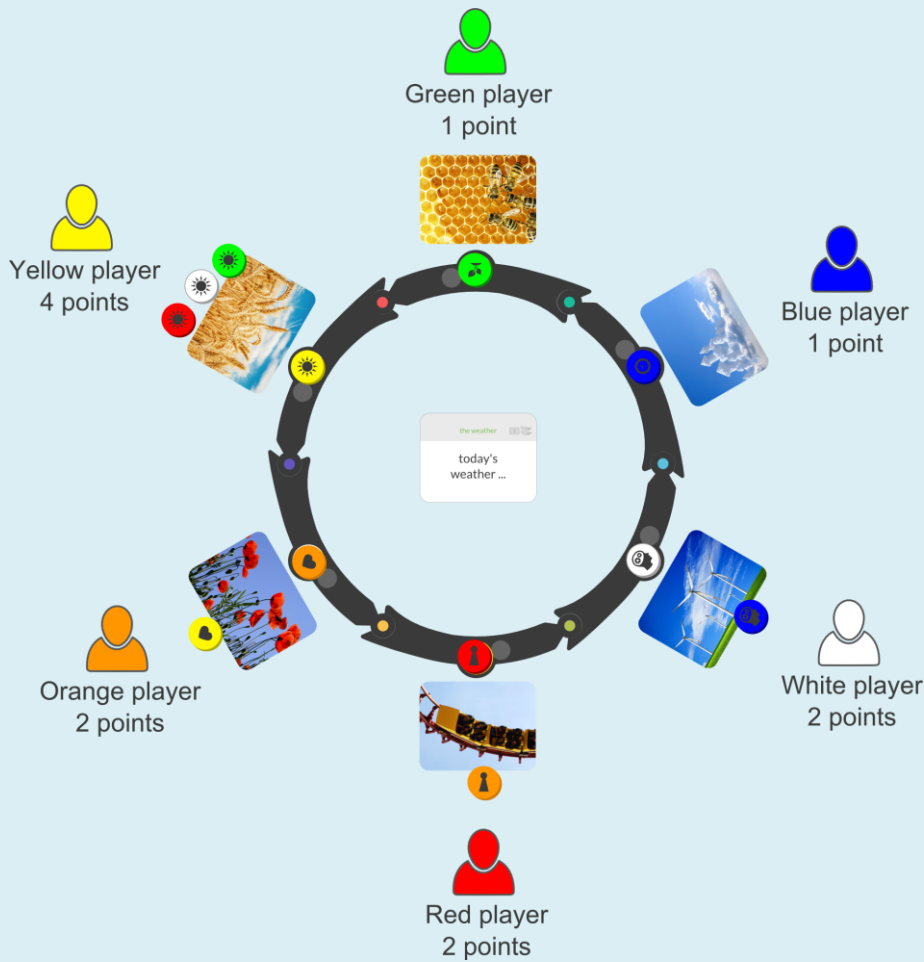 Green player
1 point
Yellow player
4 points
Blue player
1 point
the weather
today's
weather ...
Orange player
2 points
White player
2 points
Red player
2 points